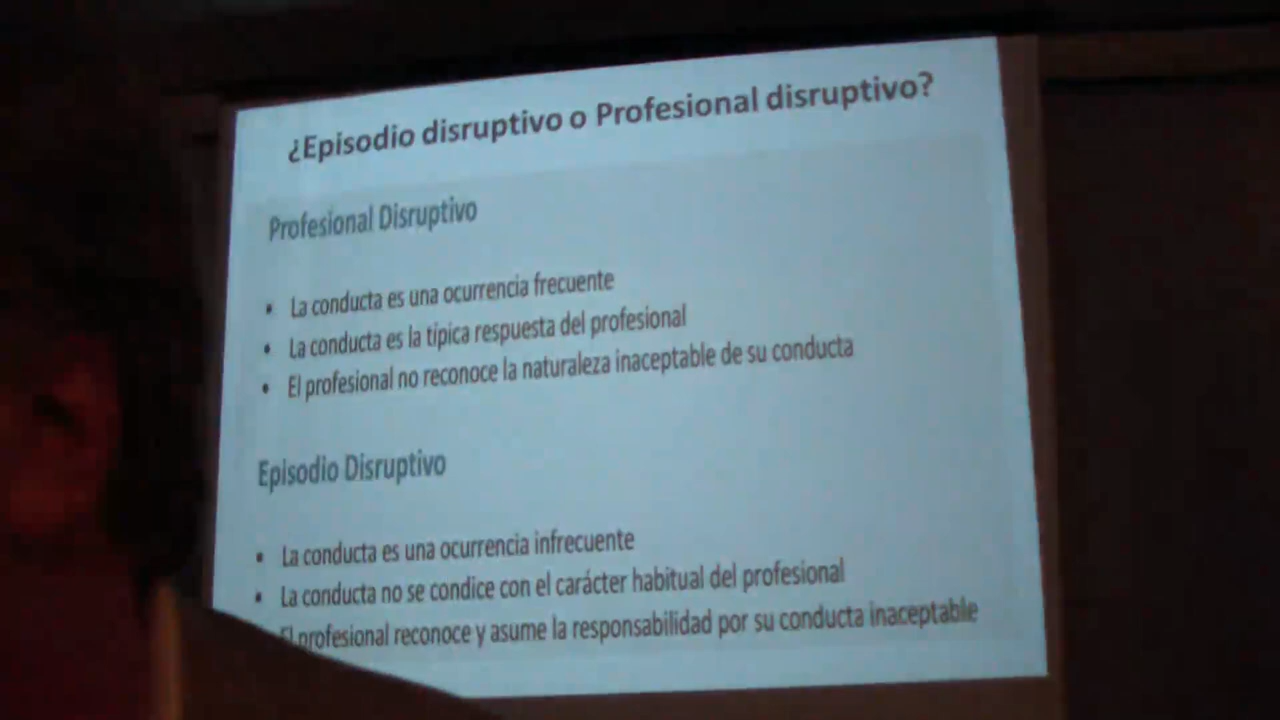 ¿Episodio disruptivo o Profesional disruptivo?
Profesional Disruptivo
• La conducta es una ocurrencia frecuente
• La conducta es la típica respuesta del profesional
• El profesional no reconoce la naturaleza inaceptable de su conducta
Episodio Disruptivo
• La conducta es una ocurrencia infrecuente
• La conducta no se condice con el carácter habitual del profesional
El profesional reconoce y asume la responsabilidad por su conducta inaceptable